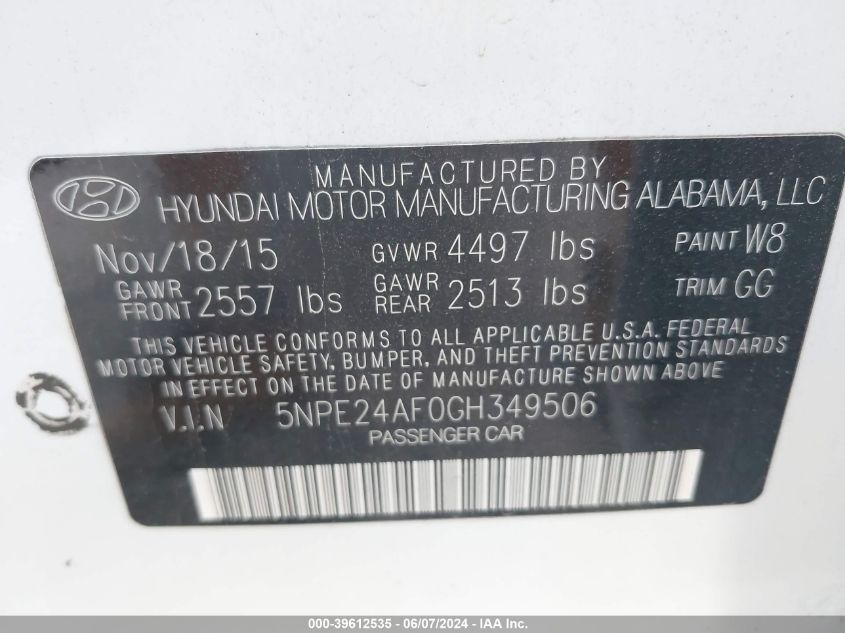 MANUFACTURED BY
HYUNDAI MOTOR MANUFACTURING ALABAMA, LLC
Nov/18/15 GVWR 4497 lbs PAINT W8
GAWR FRONT 2557 lbs GAWR REAR 2513 lbs TRIM GG
THIS VEHICLE CONFORMS TO ALL APPLICABLE U.S.A. FEDERAL
MOTOR VEHICLE SAFETY, BUMPER, AND THEFT PREVENTION STANDARDS
IN EFFECT ON THE DATE OF MANUFACTURE SHOWN ABOVE
V.I.N 5NPE24AF0GH349506
PASSENGER CAR
000-39612535 - 06/07/2024 - IAA Inc.